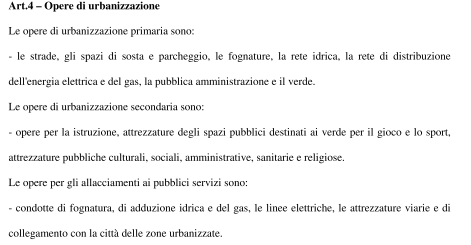 Art.4 – Opere di urbanizzazione
Le opere di urbanizzazione primaria sono:
- le strade, gli spazi di sosta e parcheggio, le fognature, la rete idrica, la rete di distribuzione
dell'energia elettrica e del gas, la pubblica amministrazione e il verde.
Le opere di urbanizzazione secondaria sono:
- opere per la istruzione, attrezzature degli spazi pubblici destinati ai verde per il gioco e lo sport,
attrezzature pubbliche culturali, sociali, amministrative, sanitarie e religiose.
Le opere per gli allacciamenti ai pubblici servizi sono:
- condotte di fognatura, di adduzione idrica e del gas, le linee elettriche, le attrezzature viarie e di
collegamento con la città delle zone urbanizzate.